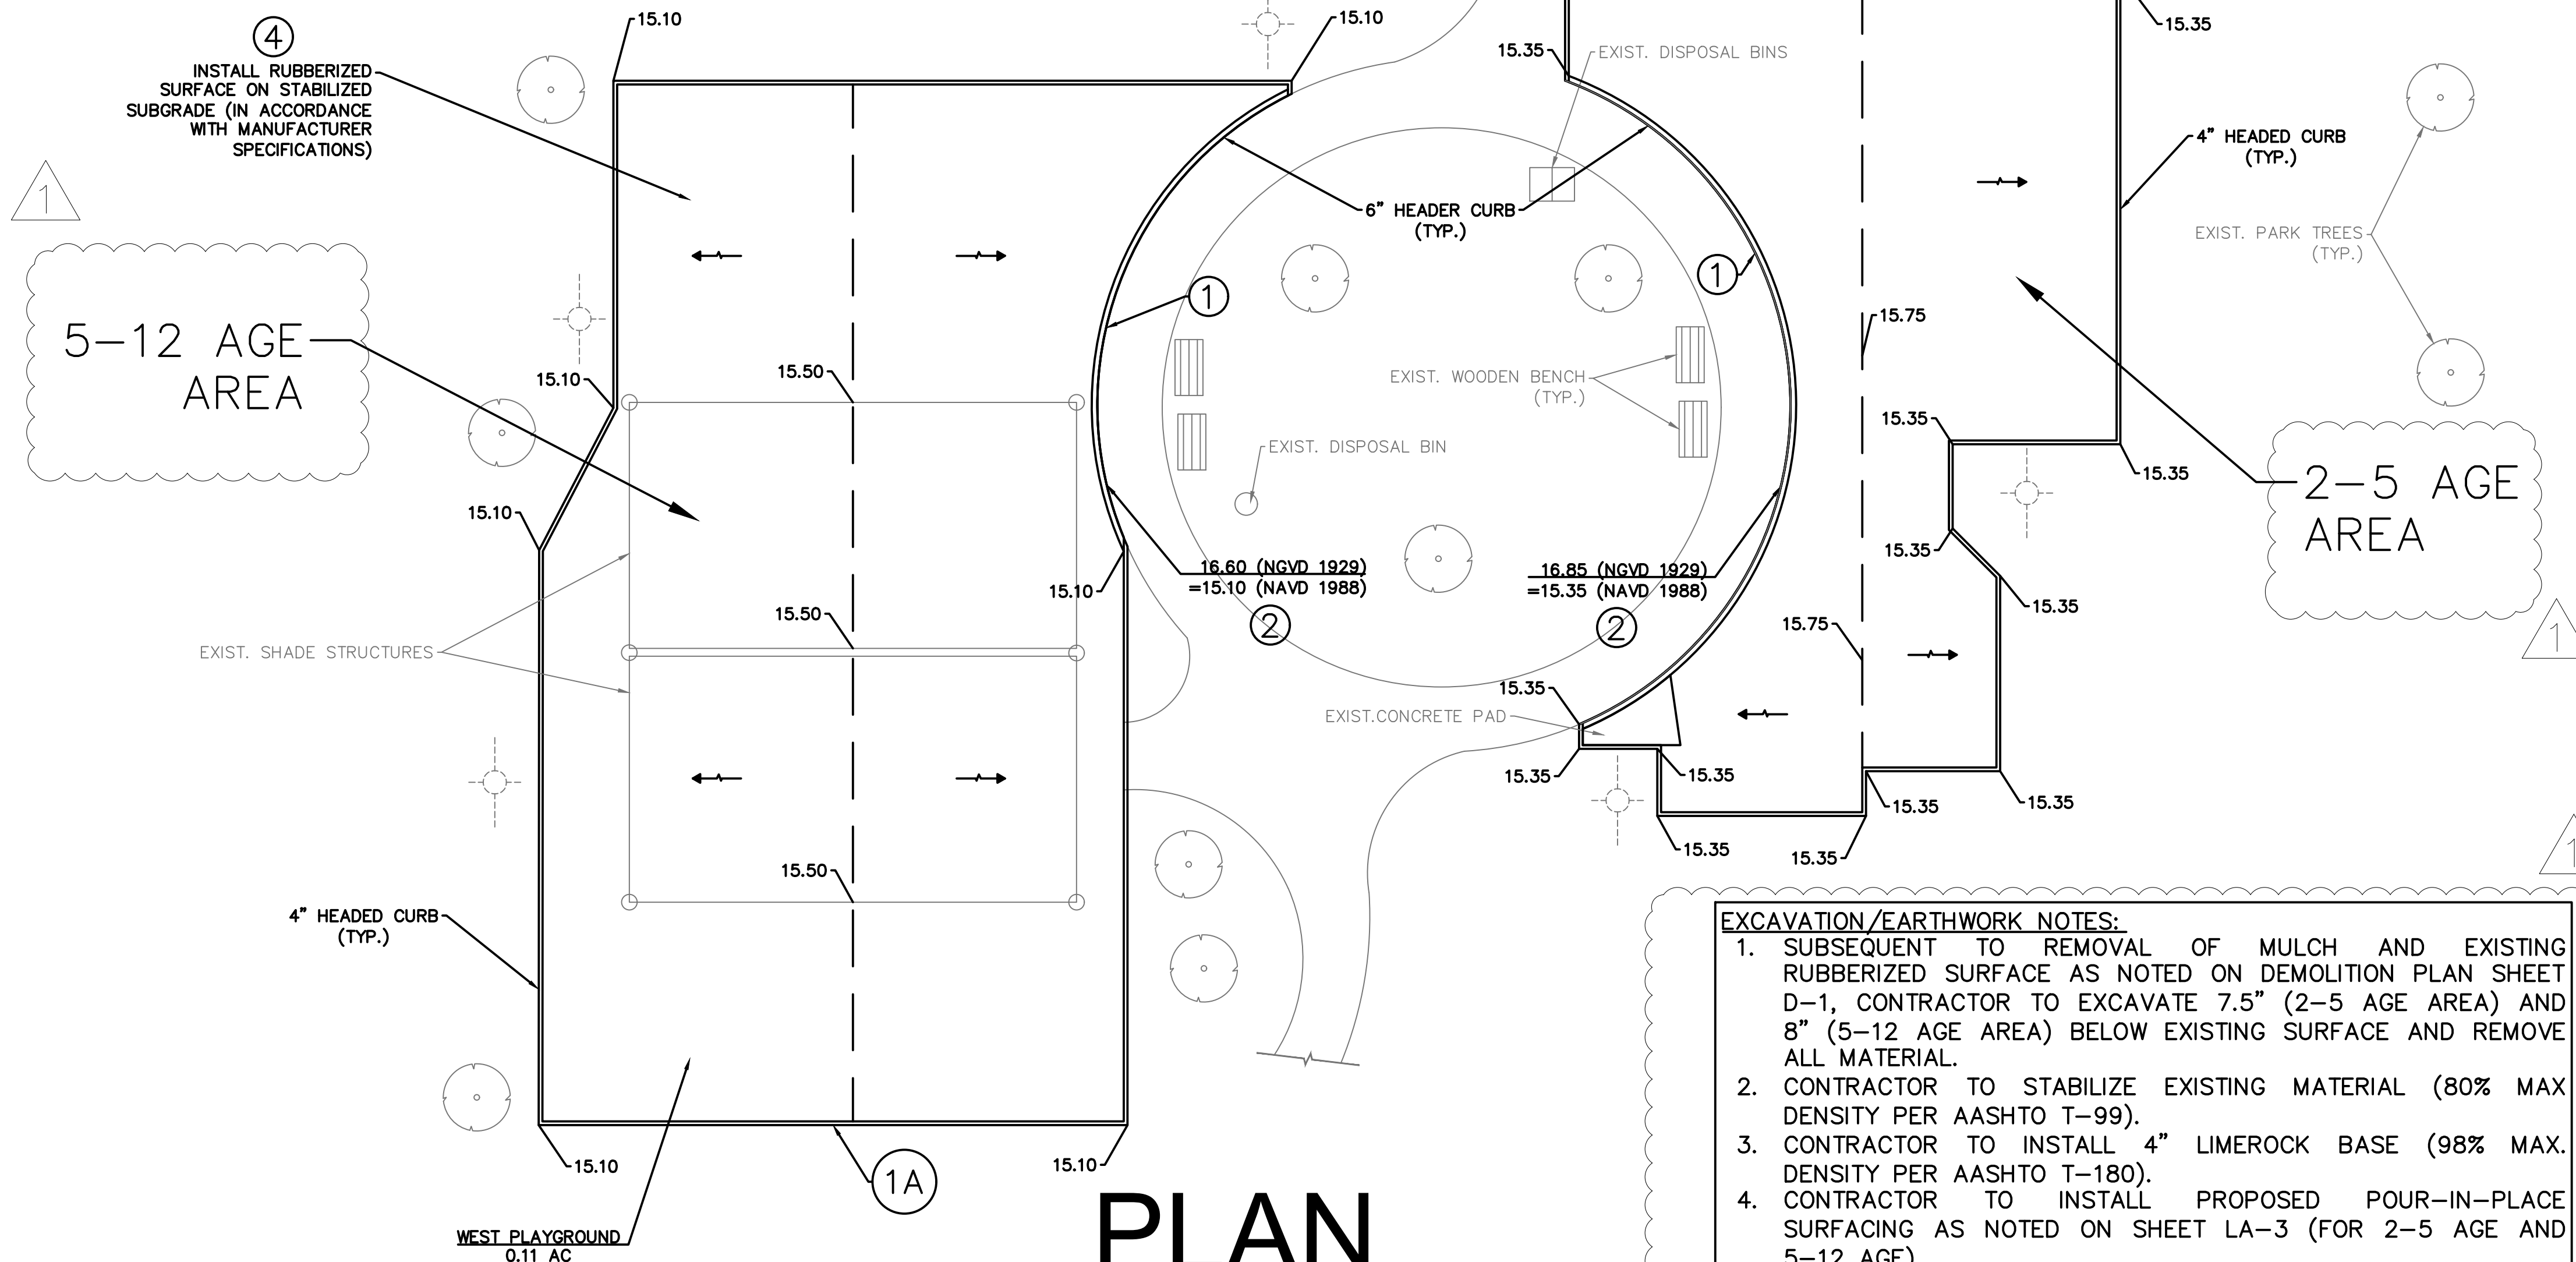 15.10
15.10
15.35
15.35
EXIST. DISPOSAL BINS
4
INSTALL RUBBERIZED
SURFACE ON STABILIZED
SUBGRADE (IN ACCORDANCE
WITH MANUFACTURER
SPECIFICATIONS)
4” HEADED CURB
(TYP.)
1
6” HEADER CURB
(TYP.)
EXIST. PARK TREES
(TYP.)
1
1
5–12 AGE
AREA
15.75
15.10
15.50
EXIST. WOODEN BENCH
(TYP.)
15.35
EXIST. DISPOSAL BIN
15.35
2–5 AGE
AREA
15.10
15.35
16.60 (NGVD 1929)
=15.10 (NAVD 1988)
2
16.85 (NGVD 1929)
=15.35 (NAVD 1988)
2
15.10
15.35
15.50
15.75
1
EXIST. SHADE STRUCTURES
15.35
EXIST.CONCRETE PAD
15.35
15.35
15.35
15.35
15.35
15.35
15.50
1
4” HEADED CURB
(TYP.)
15.10
15.10
1A
WEST PLAYGROUND
0.11 AC
PLAN
EXCAVATION/EARTHWORK NOTES:
1. SUBSEQUENT TO REMOVAL OF MULCH AND EXISTING
RUBBERIZED SURFACE AS NOTED ON DEMOLITION PLAN SHEET
D–1, CONTRACTOR TO EXCAVATE 7.5” (2–5 AGE AREA) AND
8” (5–12 AGE AREA) BELOW EXISTING SURFACE AND REMOVE
ALL MATERIAL.
2. CONTRACTOR TO STABILIZE EXISTING MATERIAL (80% MAX
DENSITY PER AASHTO T–99).
3. CONTRACTOR TO INSTALL 4” LIMEROCK BASE (98% MAX.
DENSITY PER AASHTO T–180).
4. CONTRACTOR TO INSTALL PROPOSED POUR–IN–PLACE
SURFACING AS NOTED ON SHEET LA–3 (FOR 2–5 AGE AND
5–12 AGE)